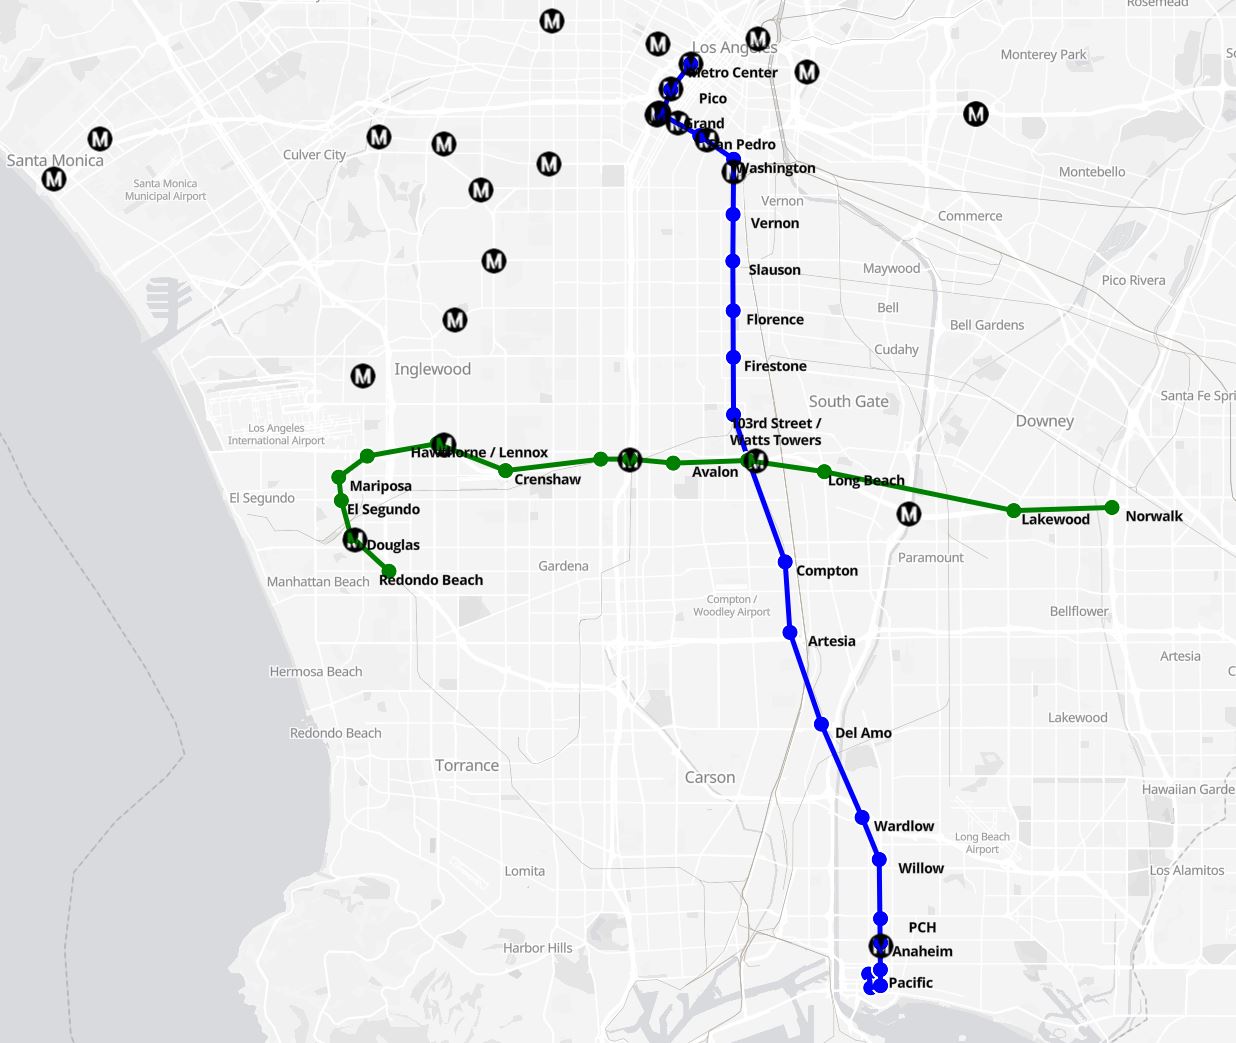 Rosemead
Los Angeles
Monterey Park
Metro Center
Pico
Grand
San Pedro
Culver City
Santa Monica
Washington
Montebello
Santa Monica
Municipal Airport
Vernon
Commerce
Vernon
Maywood
Slauson
Pico Rivera
Bell
Florence
Bell Gardens
Cudahy
Firestone
Inglewood
Santa Fe Spri
South Gate
Downey
Los Angeles
International Airport
103rd Street /
Watts Towers
Hawthorne / Lennox
Avalon
Crenshaw
Long Beach
Mariposa
El Segundo
El Segundo
Lakewood
Norwalk
Douglas
Paramount
Gardena
Compton
Manhattan Beach
Redondo Beach
Compton /
Woodley Airport
Bellflower
Artesia
Artesia
Hermosa Beach
Lakewood
Redondo Beach
Del Amo
Torrance
Carson
Hawaiian Garde
Wardlow
Long Beach
Airport
Willow
Lomita
Los Alamitos
PCH
Harbor Hills
Anaheim
Pacific